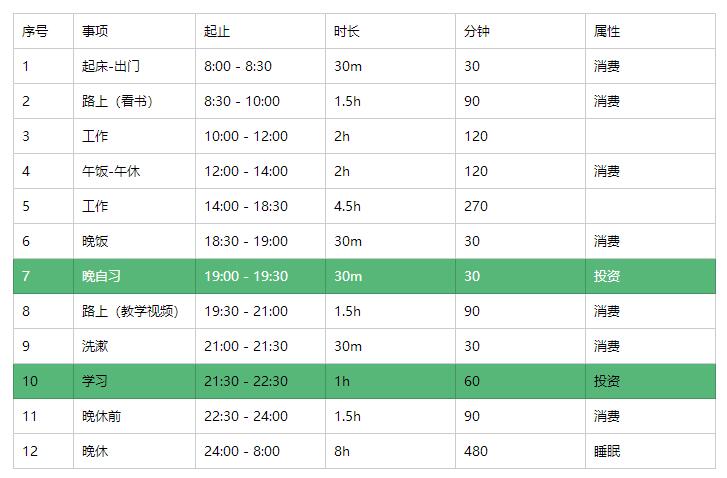 序号 事项 起止 时长 分钟 属性
1 起床-出门 8:00 - 8:30 30m 30 消费
2 路上（看书） 8:30 - 10:00 1.5h 90 消费
3 工作 10:00 - 12:00 2h 120
4 午饭-午休 12:00 - 14:00 2h 120 消费
5 工作 14:00 - 18:30 4.5h 270
6 晚饭 18:30 - 19:00 30m 30 消费
7 晚自习 19:00 - 19:30 30m 30 投资
8 路上（教学视频） 19:30 - 21:00 1.5h 90 消费
9 洗漱 21:00 - 21:30 30m 30 消费
10 学习 21:30 - 22:30 1h 60 投资
11 晚休前 22:30 - 24:00 1.5h 90 消费
12 晚休 24:00 - 8:00 8h 480 睡眠